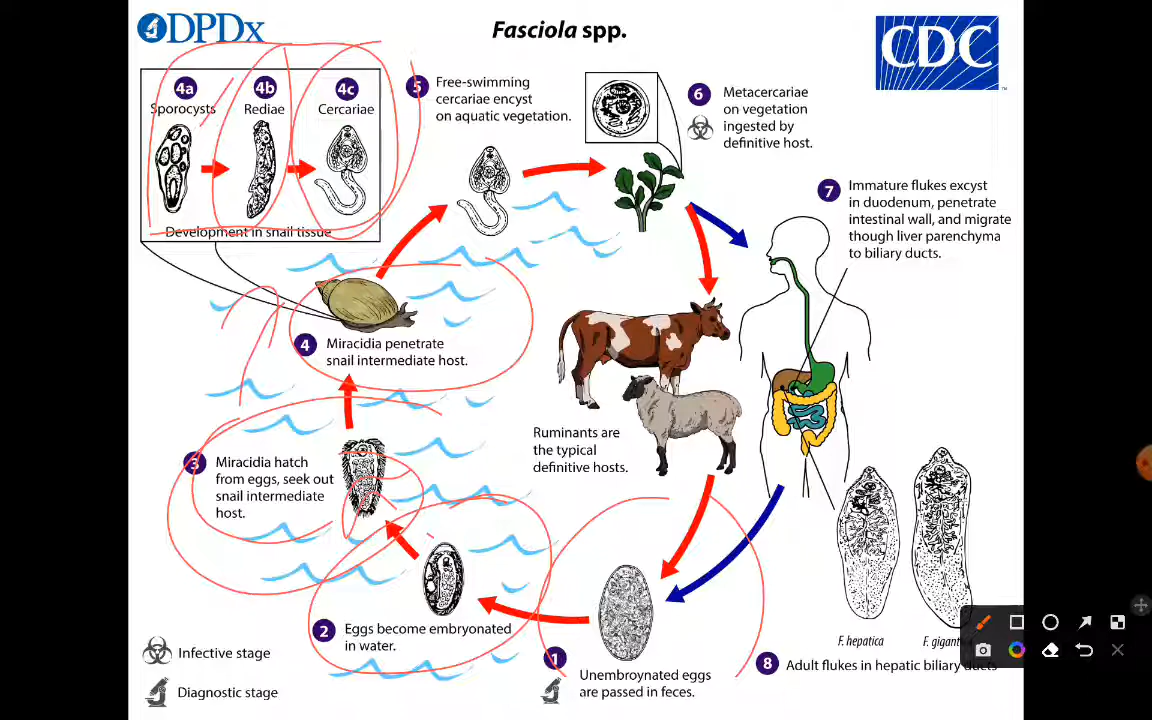 DPDx
Fasciola spp.
CDC
4a
4b
4c
Sporocysts
Rediae
Cercariae
Development in snail tissue
5
Free-swimming
cercariae encyst
on aquatic vegetation.
6
Metacercariae
on vegetation
ingested by
definitive host.
7
Immature flukes excyst
in duodenum, penetrate
intestinal wall, and migrate
though liver parenchyma
to biliary ducts.
4
Miracidia penetrate
snail intermediate host.
Ruminants are
the typical
definitive hosts.
3
Miracidia hatch
from eggs, seek out
snail intermediate
host.
2
Eggs become embryonated
in water.
1
Unembroynated eggs
are passed in feces.
F. hepatica
8
Adult flukes in hepatic biliary ducts
Infective stage
Diagnostic stage